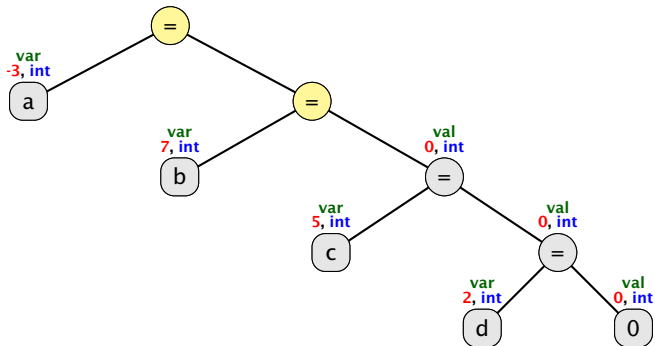 =
var
-3, int
a
=
var
7, int
b
val
0, int
=
var
5, int
c
val
0, int
=
var
2, int
d
val
0, int
0